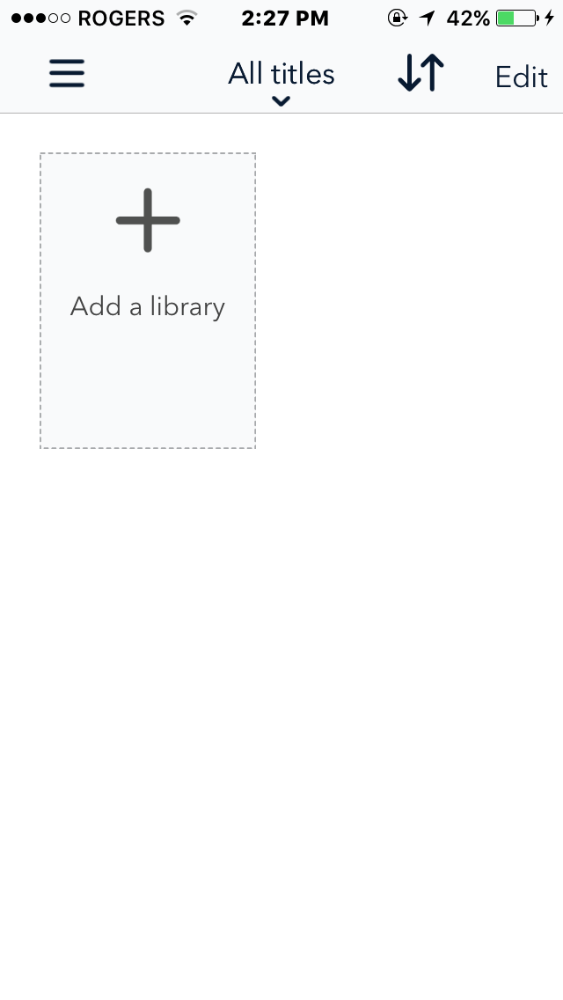 ROGERS 2:27 PM 42%
All titles Edit
Add a library